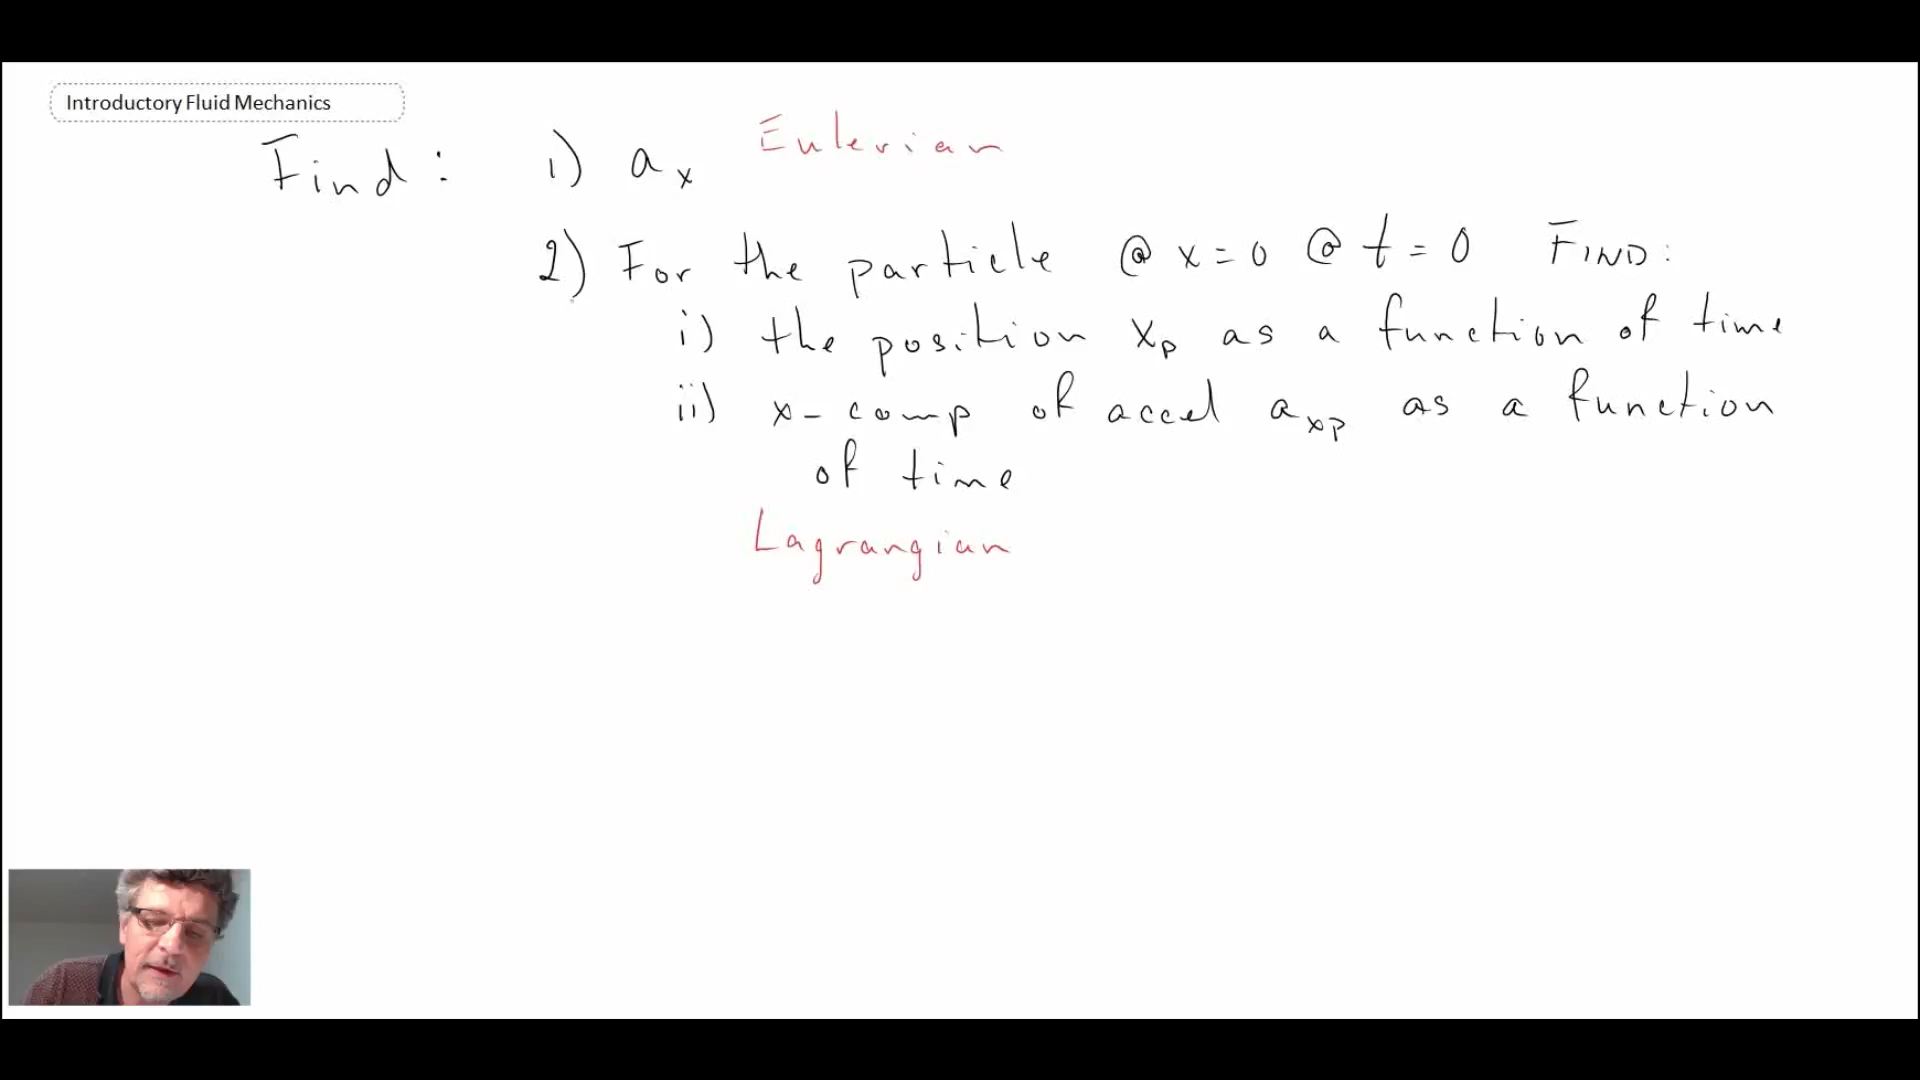 Introductory Fluid Mechanics
Find: 1) ax Eulerian
2) For the particle @ x=0 @ t=0 FIND:
i) the position xp as a function of time
ii) x-comp of accel axp as a function
of time
Lagrangian